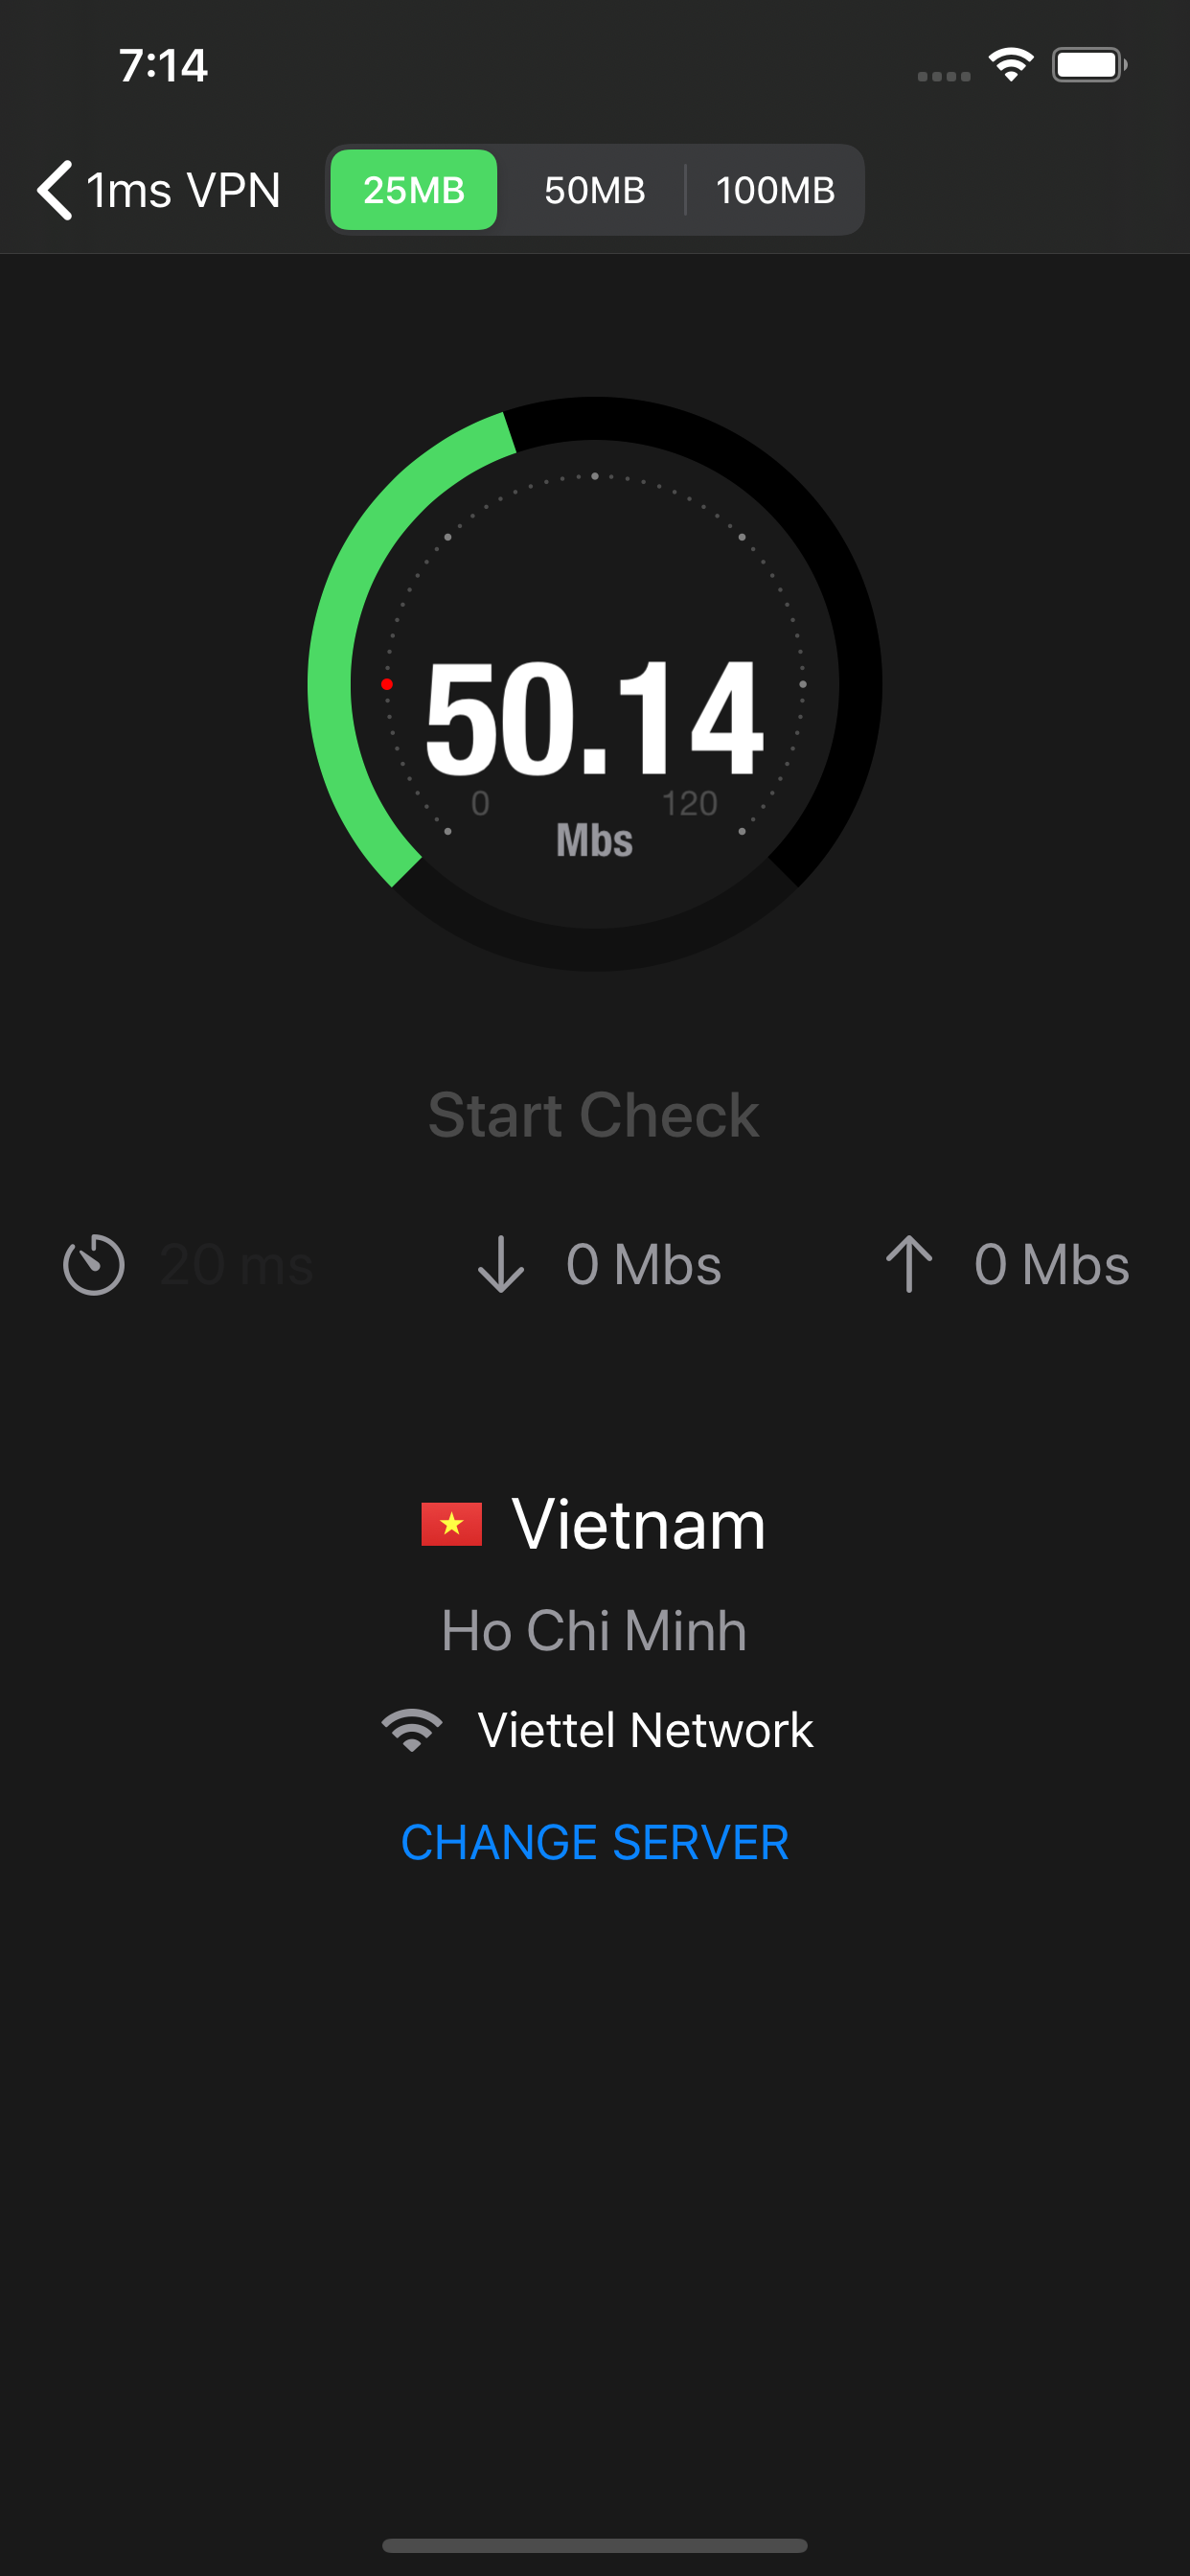 7:14
1ms VPN 25MB 50MB 100MB
50.14
0 120
Mbs
Start Check
20 ms 0 Mbs 0 Mbs
Vietnam
Ho Chi Minh
Viettel Network
CHANGE SERVER